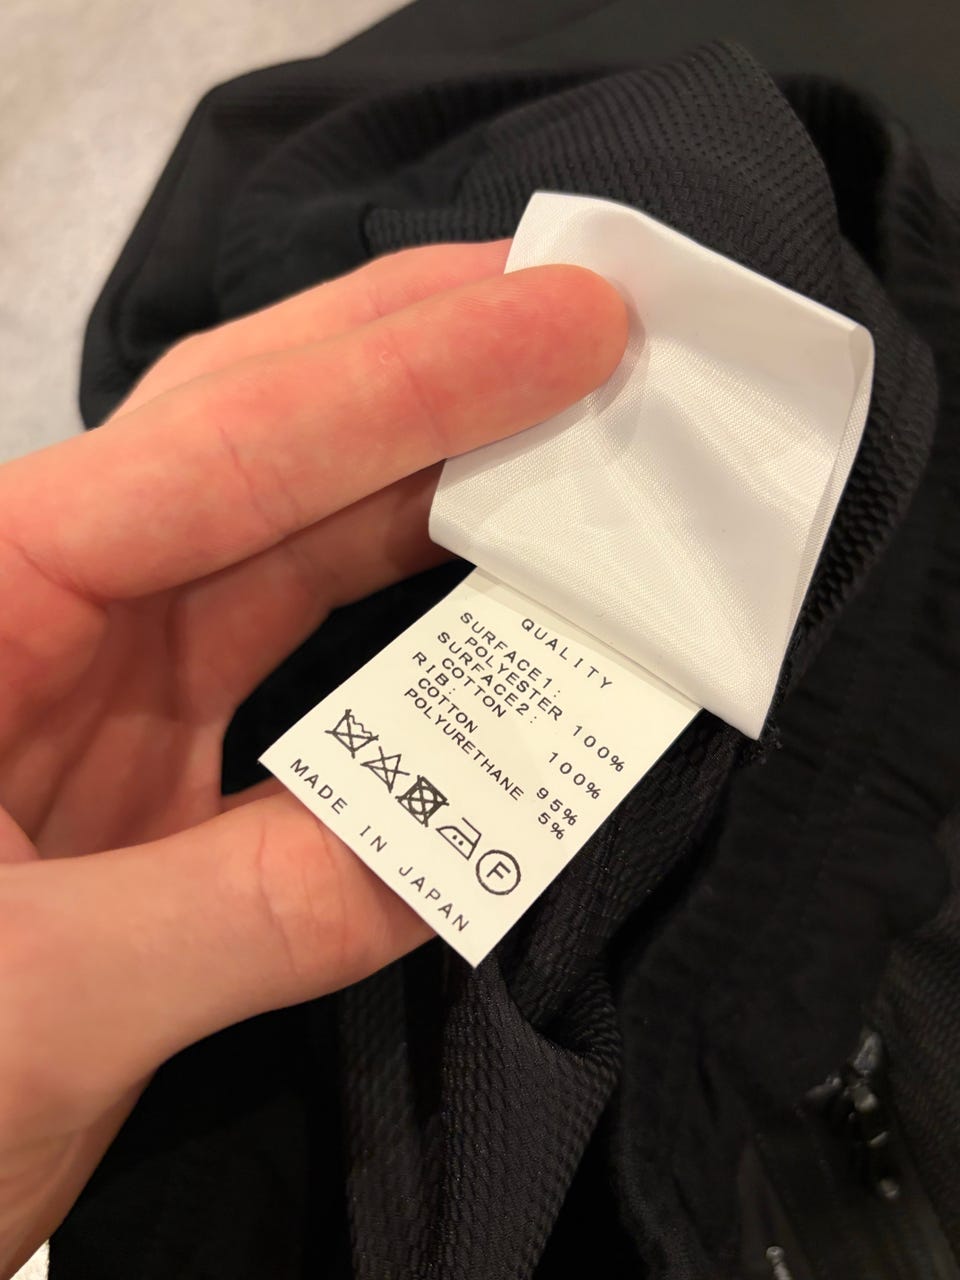 QUALITY
SURFACE1:
POLYESTER 100%
SURFACE2:
COTTON 100%
RIB:
COTTON 95%
POLYURETHANE 5%
F
MADE IN JAPAN